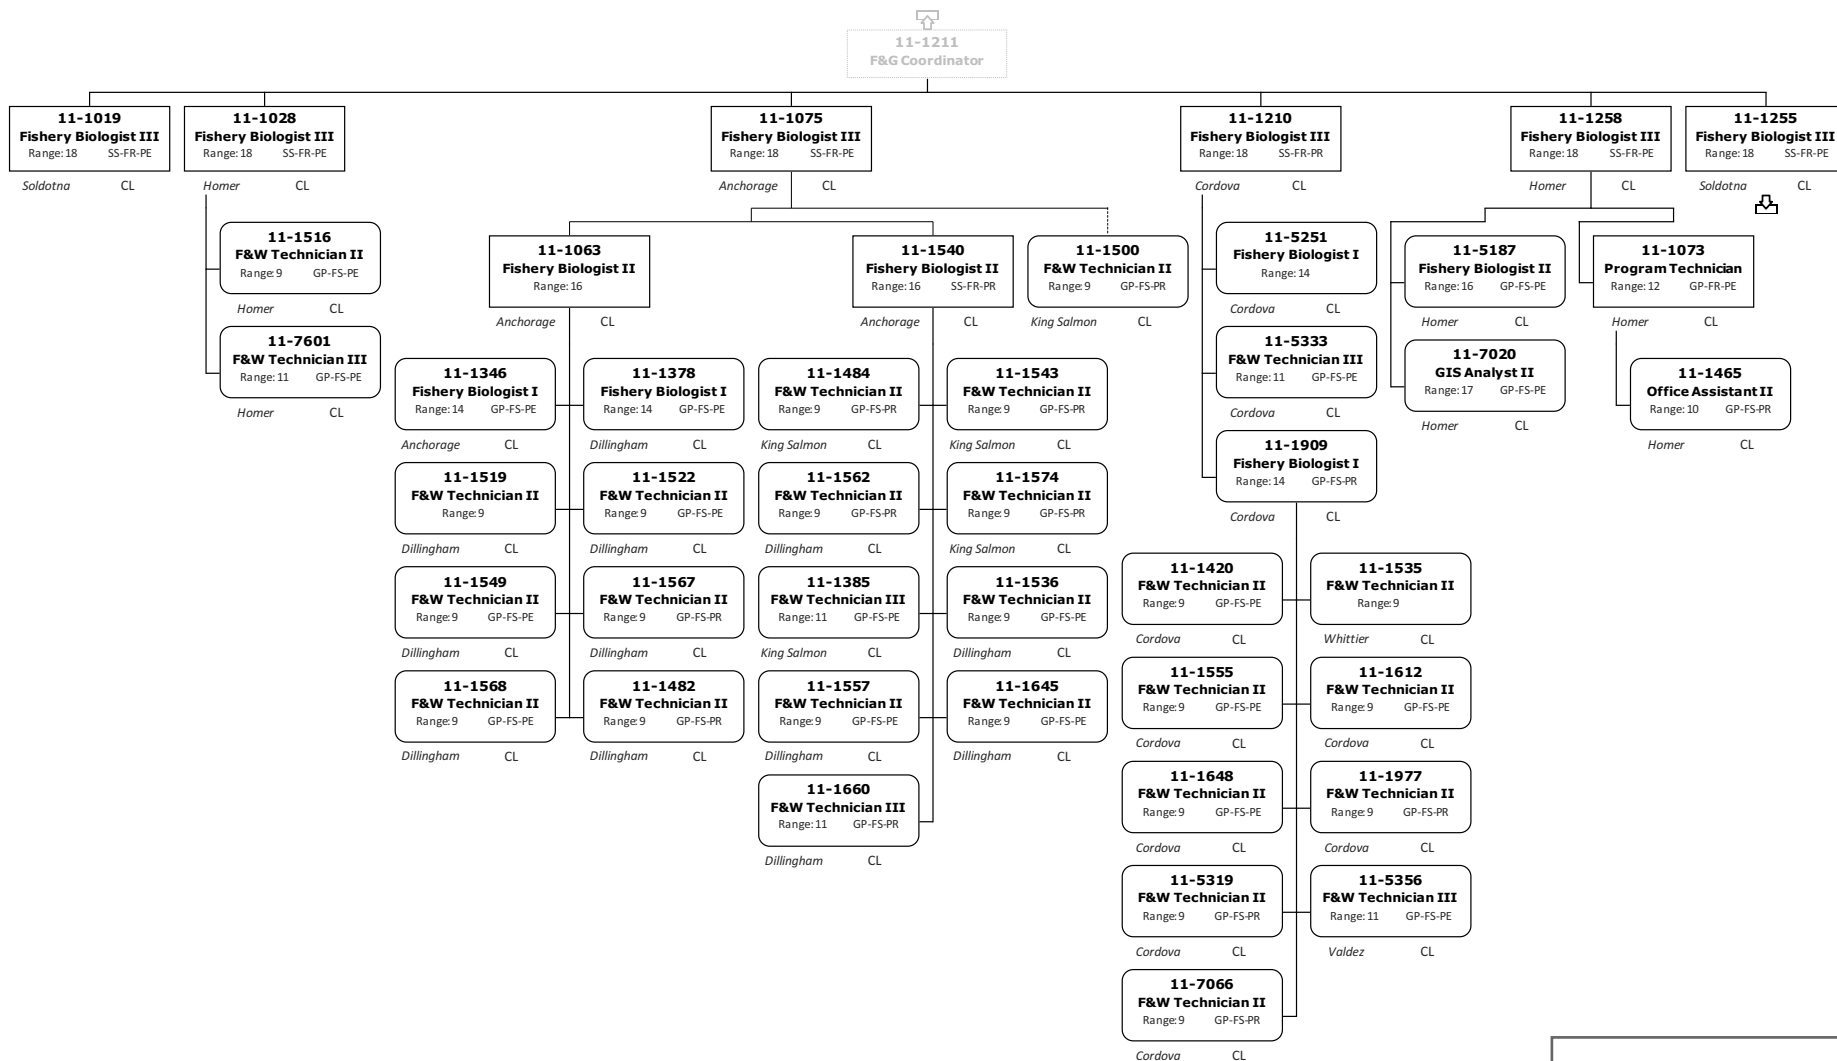 11-1211
F&G Coordinator
11-1019
Fishery Biologist III
Range: 18 SS-FR-PE
Soldotna CL
11-1028
Fishery Biologist III
Range: 18 SS-FR-PE
Homer CL
11-1516
F&W Technician II
Range: 9 GP-FS-PE
Homer CL
11-7601
F&W Technician III
Range: 11 GP-FS-PE
Homer CL
11-1075
Fishery Biologist III
Range: 18 SS-FR-PE
Anchorage CL
11-1063
Fishery Biologist II
Range: 16
Anchorage CL
11-1346
Fishery Biologist I
Range: 14 GP-FS-PE
Anchorage CL
11-1378
Fishery Biologist I
Range: 14 GP-FS-PE
Dillingham CL
11-1519
F&W Technician II
Range: 9
Dillingham CL
11-1522
F&W Technician II
Range: 9 GP-FS-PE
Dillingham CL
11-1549
F&W Technician II
Range: 9 GP-FS-PE
Dillingham CL
11-1567
F&W Technician II
Range: 9 GP-FS-PR
Dillingham CL
11-1568
F&W Technician II
Range: 9 GP-FS-PE
Dillingham CL
11-1482
F&W Technician II
Range: 9 GP-FS-PR
Dillingham CL
11-1540
Fishery Biologist II
Range: 16 SS-FR-PR
Anchorage CL
11-1484
F&W Technician II
Range: 9 GP-FS-PR
King Salmon CL
11-1543
F&W Technician II
Range: 9 GP-FS-PR
King Salmon CL
11-1562
F&W Technician II
Range: 9 GP-FS-PR
Dillingham CL
11-1574
F&W Technician II
Range: 9 GP-FS-PR
King Salmon CL
11-1385
F&W Technician III
Range: 11 GP-FS-PE
King Salmon CL
11-1536
F&W Technician II
Range: 9 GP-FS-PE
Dillingham CL
11-1557
F&W Technician II
Range: 9 GP-FS-PE
Dillingham CL
11-1645
F&W Technician II
Range: 9 GP-FS-PE
Dillingham CL
11-1660
F&W Technician III
Range: 11 GP-FS-PR
Dillingham CL
11-1500
F&W Technician II
Range: 9 GP-FS-PR
King Salmon CL
11-1210
Fishery Biologist III
Range: 18 SS-FR-PR
Cordova CL
11-5251
Fishery Biologist I
Range: 14
Cordova CL
11-5333
F&W Technician III
Range: 11 GP-FS-PE
Cordova CL
11-1909
Fishery Biologist I
Range: 14 GP-FS-PR
Cordova CL
11-1420
F&W Technician II
Range: 9 GP-FS-PE
Cordova CL
11-1535
F&W Technician II
Range: 9
Whittier CL
11-1555
F&W Technician II
Range: 9 GP-FS-PE
Cordova CL
11-1612
F&W Technician II
Range: 9 GP-FS-PE
Cordova CL
11-1648
F&W Technician II
Range: 9 GP-FS-PE
Cordova CL
11-1977
F&W Technician II
Range: 9 GP-FS-PR
Cordova CL
11-5319
F&W Technician II
Range: 9 GP-FS-PR
Cordova CL
11-5356
F&W Technician III
Range: 11 GP-FS-PE
Valdez CL
11-7066
F&W Technician II
Range: 9 GP-FS-PR
Cordova CL
11-1258
Fishery Biologist III
Range: 18 SS-FR-PE
Homer CL
11-5187
Fishery Biologist II
Range: 16 GP-FS-PE
Homer CL
11-7020
GIS Analyst II
Range: 17 GP-FS-PE
Homer CL
11-1073
Program Technician
Range: 12 GP-FR-PE
Homer CL
11-1465
Office Assistant II
Range: 10 GP-FS-PR
Homer CL
11-1255
Fishery Biologist III
Range: 18 SS-FR-PE
Soldotna CL